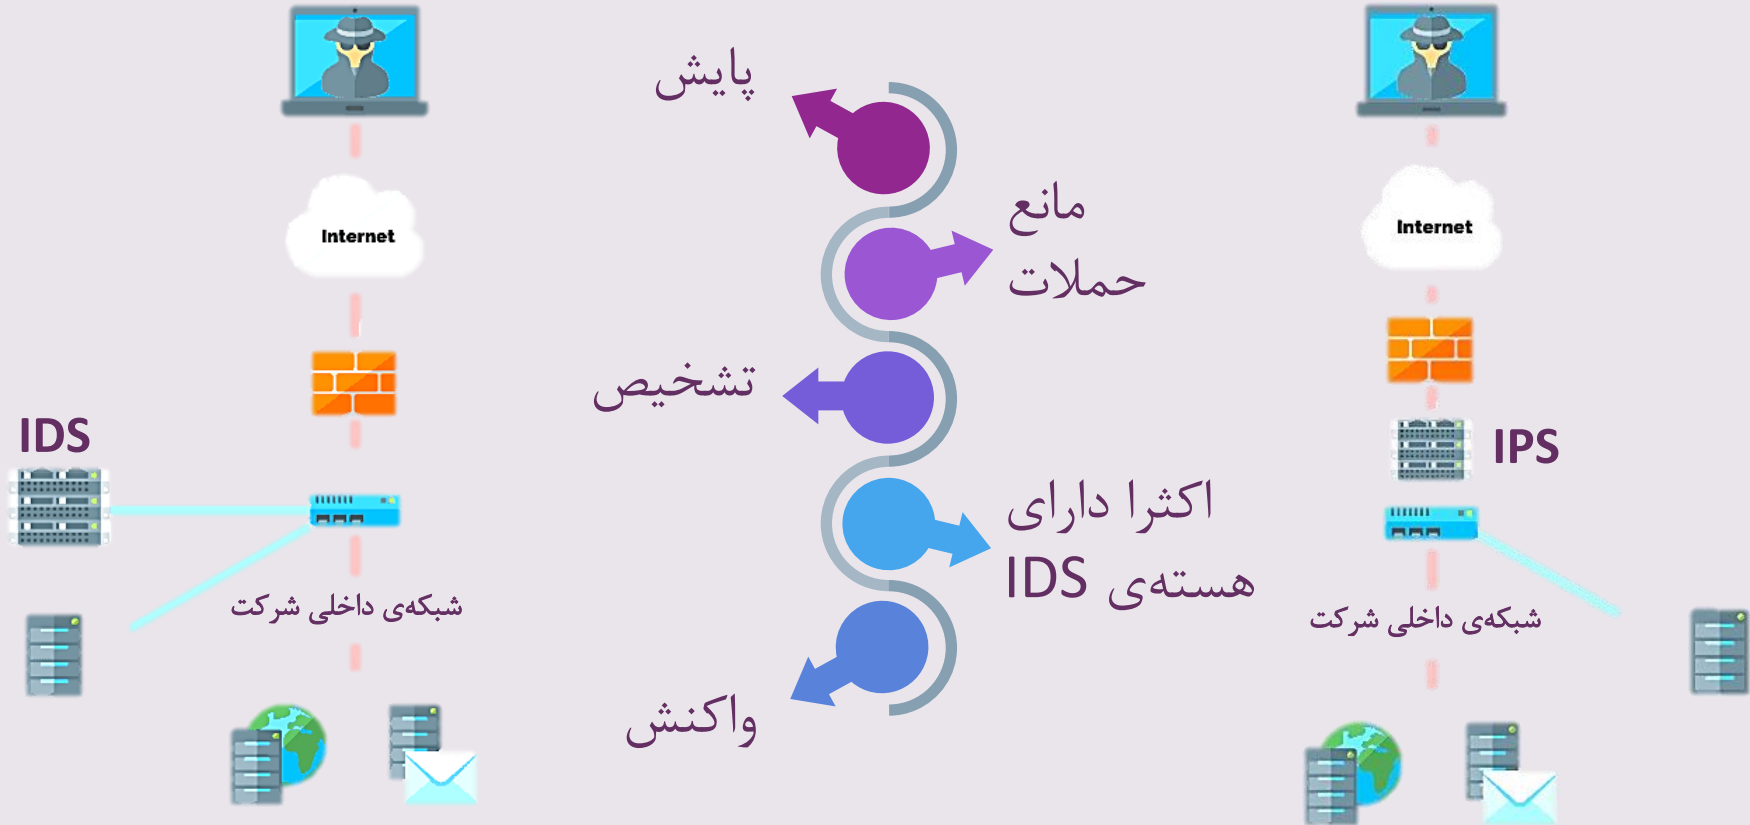 پایش
مانع
حملات
Internet
Internet
تشخیص
IDS
IPS
اکثرا دارای
هسته‌ی IDS
شبکه‌ی داخلی شرکت
شبکه‌ی داخلی شرکت
واکنش